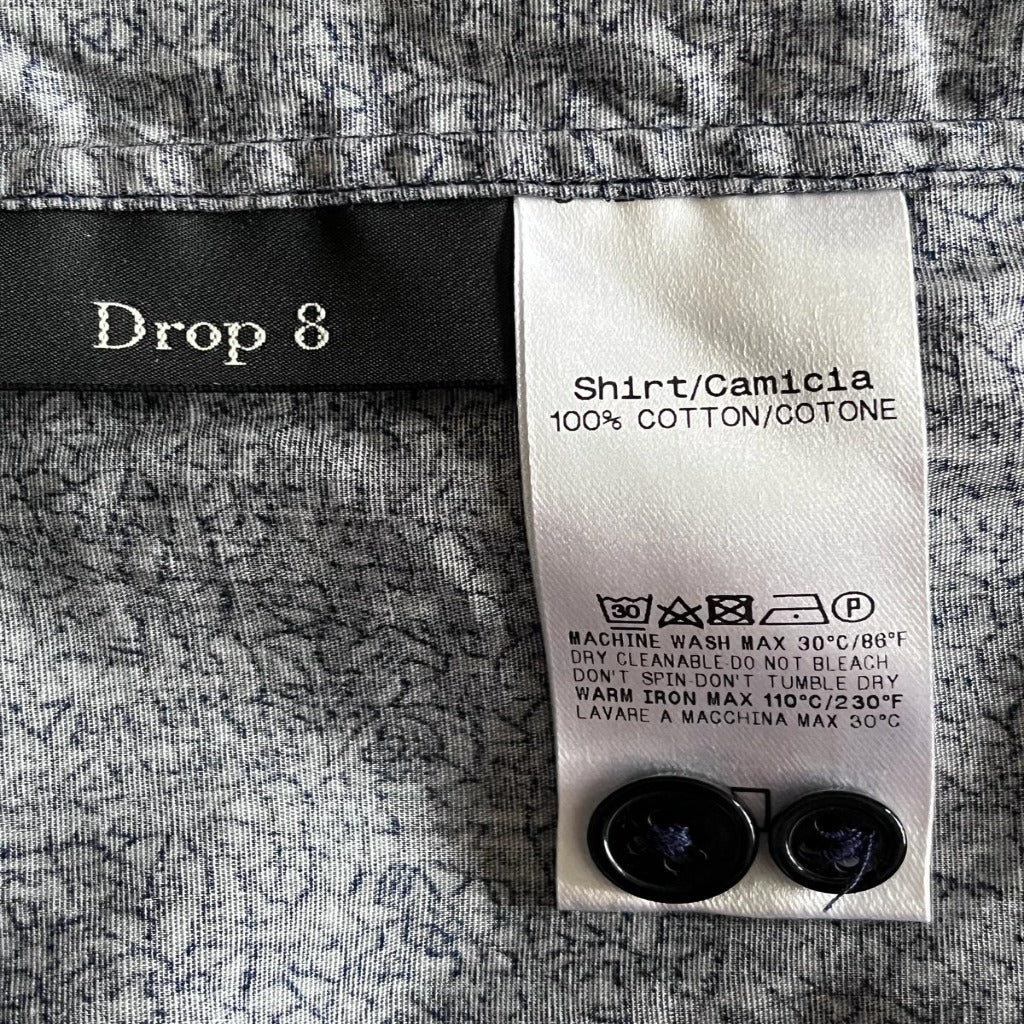 Drop 8
Shirt/Camicia
100% COTTON/COTONE
30 P
MACHINE WASH MAX 30°C/86°F
DRY CLEANABLE-DO NOT BLEACH
DON'T SPIN-DON'T TUMBLE DRY
WARM IRON MAX 110°C/230°F
LAVARE A MACCHINA MAX 30°C